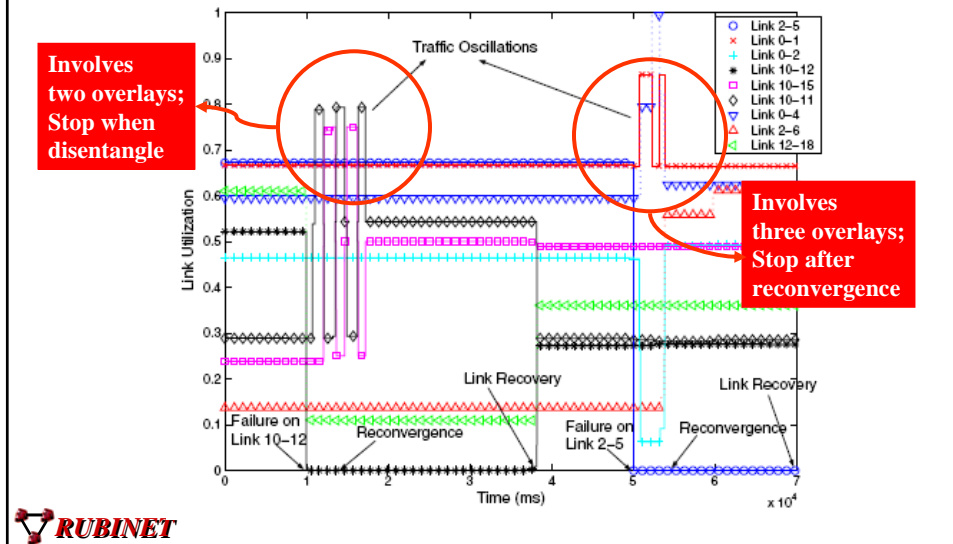 Involves
two overlays;
Stop when
disentangle
Traffic Oscillations
Link 2-5
Link 0-1
Link 0-2
Link 10-12
Link 10-15
Link 10-11
Link 0-4
Link 2-6
Link 12-18
Involves
three overlays;
Stop after
reconvergence
1
0.9
0.8
0.7
0.6
0.5
0.4
0.3
0.2
0.1
0
Link Utilization
Failure on
Link 10-12
Reconvergence
Link Recovery
Failure on
Link 2-5
Reconvergence
Link Recovery
0 1 2 3 4 5 6 7
Time (ms)
x 10^4
RUBINET